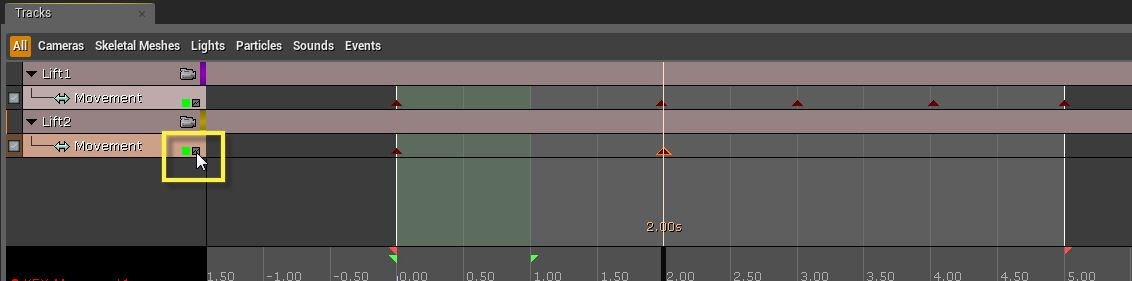 Tracks
All Cameras Skeletal Meshes Lights Particles Sounds Events
Lift1
Movement
Lift2
Movement
2.00s
1.50 -1.00 -0.50 0.00 0.50 1.00 1.50 2.00 2.50 3.00 3.50 4.00 4.50 5.00